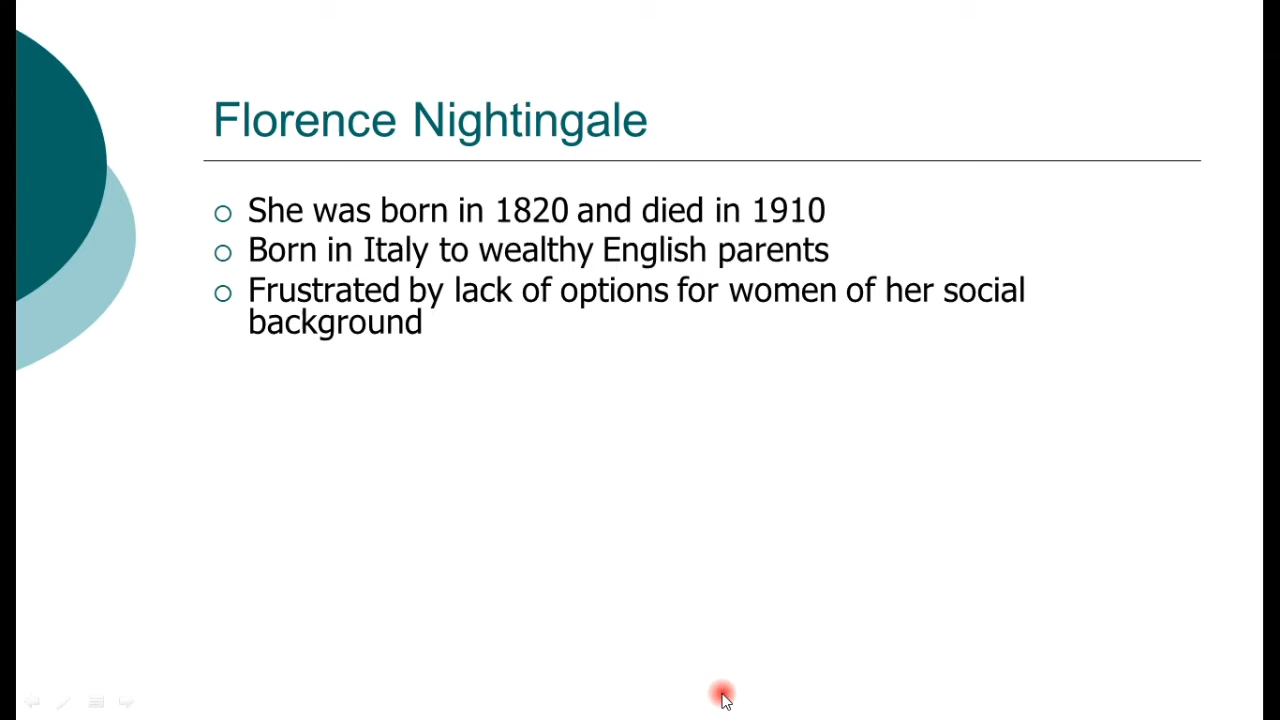 Florence Nightingale
She was born in 1820 and died in 1910
Born in Italy to wealthy English parents
Frustrated by lack of options for women of her social
background